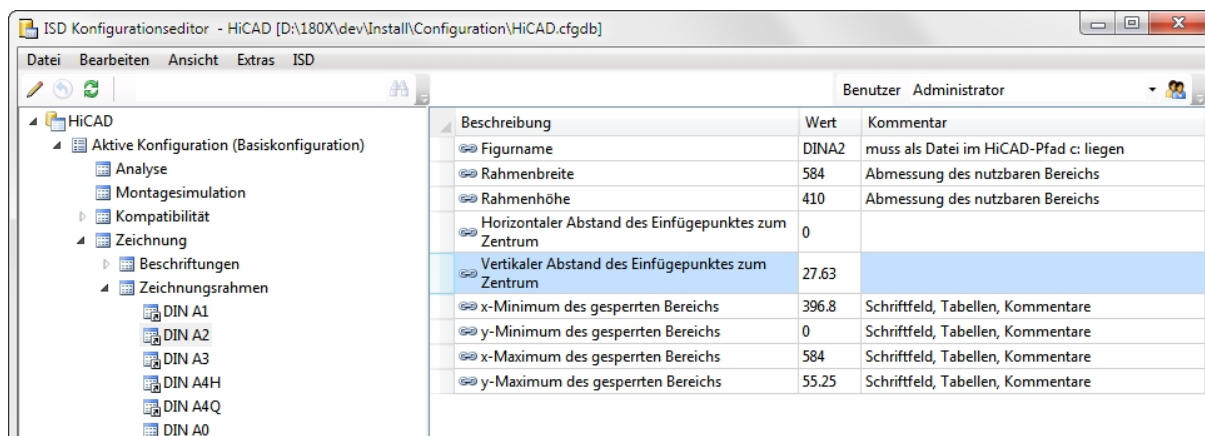 ISD Konfigurationseditor - HiCAD [D:\180X\dev\Install\Configuration\HiCAD.cfgdb]
Datei Bearbeiten Ansicht Extras ISD
Benutzer Administrator
HiCAD
Aktive Konfiguration (Basiskonfiguration)
Analyse
Montagesimulation
Kompatibilität
Zeichnung
Beschriftungen
Zeichnungsrahmen
DIN A1
DIN A2
DIN A3
DIN A4H
DIN A4Q
DIN A0
Beschreibung Wert Kommentar
Figurname DINA2 muss als Datei im HiCAD-Pfad c: liegen
Rahmenbreite 584 Abmessung des nutzbaren Bereichs
Rahmenhöhe 410 Abmessung des nutzbaren Bereichs
Horizontaler Abstand des Einfügepunktes zum
Zentrum 0
Vertikaler Abstand des Einfügepunktes zum
Zentrum 27.63
x-Minimum des gesperrten Bereichs 396.8 Schriftfeld, Tabellen, Kommentare
y-Minimum des gesperrten Bereichs 0 Schriftfeld, Tabellen, Kommentare
x-Maximum des gesperrten Bereichs 584 Schriftfeld, Tabellen, Kommentare
y-Maximum des gesperrten Bereichs 55.25 Schriftfeld, Tabellen, Kommentare